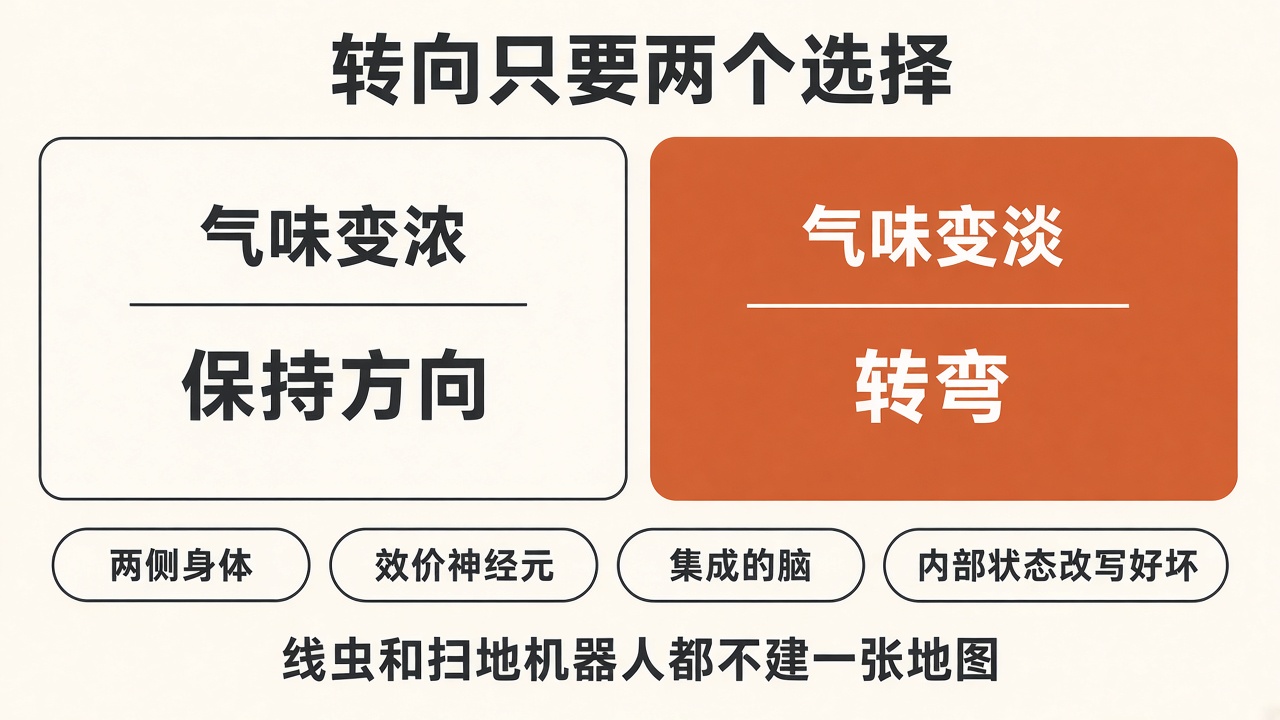 转向只要两个选择
气味变浓
保持方向
气味变淡
转弯
两侧身体
效价神经元
集成的脑
内部状态改写好坏
线虫和扫地机器人都不建一张地图